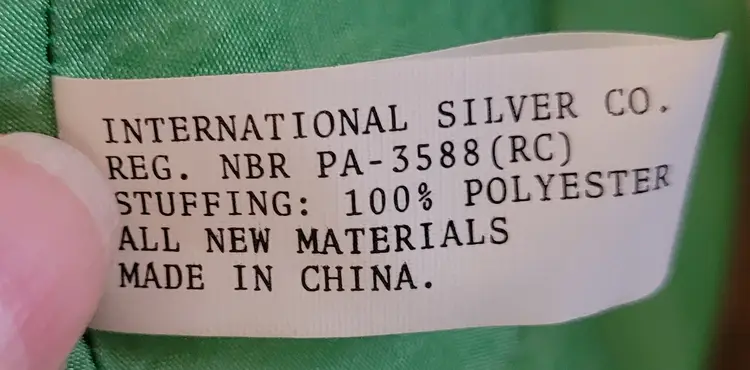 INTERNATIONAL SILVER CO.
REG. NBR PA-3588(RC)
STUFFING: 100% POLYESTER
ALL NEW MATERIALS
MADE IN CHINA.